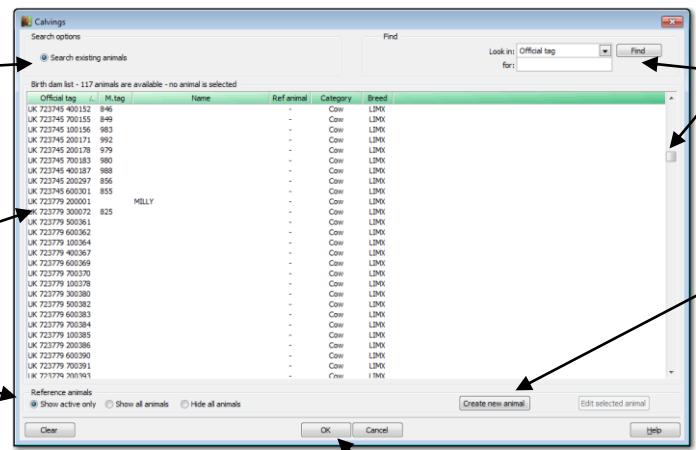 Calvings
Search options
Find
Search existing animals
Look in: Official tag
Find
for:
Birth dam list - 117 animals are available - no animal is selected
Official tag M.tag Name Ref animal Category Breed
UK 723745 400152 846 - Cow LIMX
UK 723745 700155 849 - Cow LIMX
UK 723745 100156 983 - Cow LIMX
UK 723745 200171 992 - Cow LIMX
UK 723745 200178 979 - Cow LIMX
UK 723745 700183 980 - Cow LIMX
UK 723745 400187 988 - Cow LIMX
UK 723745 200297 856 - Cow LIMX
UK 723745 600301 855 - Cow LIMX
UK 723779 200001 MILLY - Cow LIMX
UK 723779 300072 825 - Cow LIMX
UK 723779 500361 - Cow LIMX
UK 723779 600362 - Cow LIMX
UK 723779 100364 - Cow LIMX
UK 723779 400367 - Cow LIMX
UK 723779 600369 - Cow LIMX
UK 723779 700370 - Cow LIMX
UK 723779 100378 - Cow LIMX
UK 723779 300380 - Cow LIMX
UK 723779 500382 - Cow LIMX
UK 723779 600383 - Cow LIMX
UK 723779 700384 - Cow LIMX
UK 723779 100385 - Cow LIMX
UK 723779 200386 - Cow LIMX
UK 723779 600390 - Cow LIMX
UK 723779 700391 - Cow LIMX
UK 723779 200393 - Cow LIMX
Reference animals
Show active only Show all animals Hide all animals
Create new animal
Edit selected animal
Clear
OK
Cancel
Help